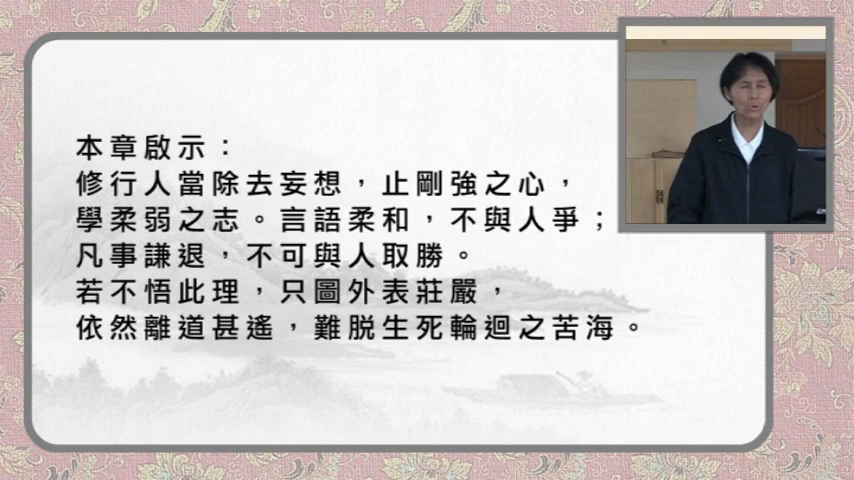 本章啟示：
修行人當除去妄想，止剛強之心，
學柔弱之志。言語柔和，不與人爭；
凡事謙退，不可與人取勝。
若不悟此理，只圖外表莊嚴，
依然離道甚遙，難脫生死輪迴之苦海。